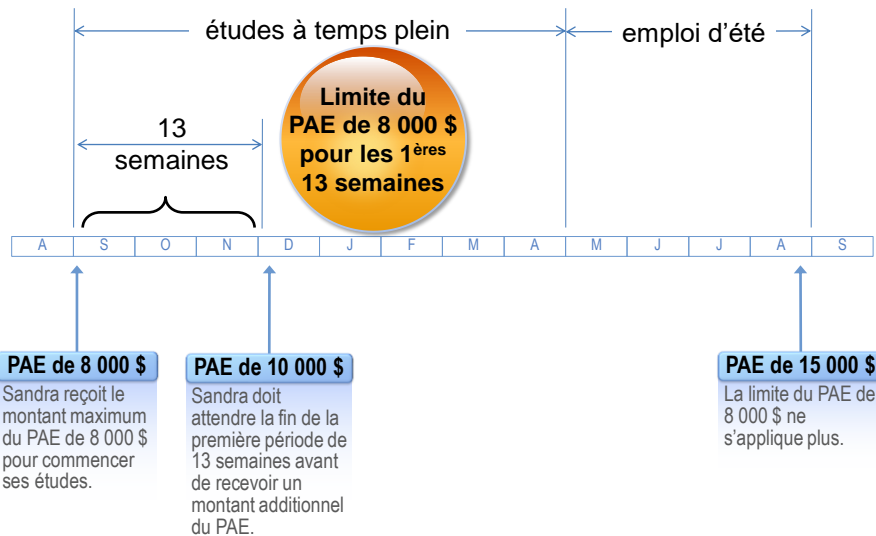 études à temps plein
emploi d’été
13
semaines
Limite du
PAE de 8 000 $
pour les 1ères
13 semaines
A S O N D J F M A M J J A S
PAE de 8 000 $
Sandra reçoit le
montant maximum
du PAE de 8 000 $
pour commencer
ses études.
PAE de 10 000 $
Sandra doit
attendre la fin de la
première période de
13 semaines avant
de recevoir un
montant additionnel
du PAE.
PAE de 15 000 $
La limite du PAE de
8 000 $ ne
s’applique plus.